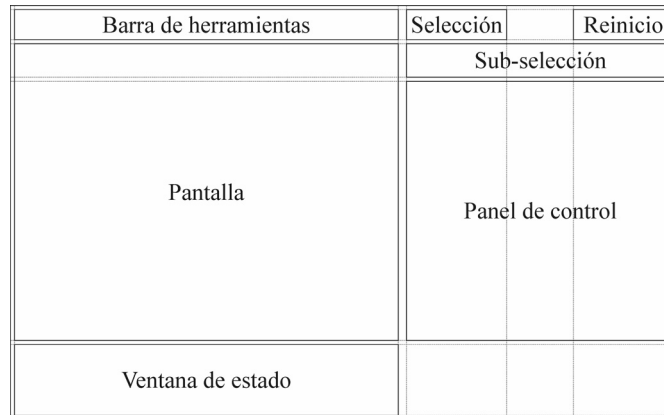 Barra de herramientas
Selección
Reinicio
Sub-selección
Pantalla
Panel de control
Ventana de estado